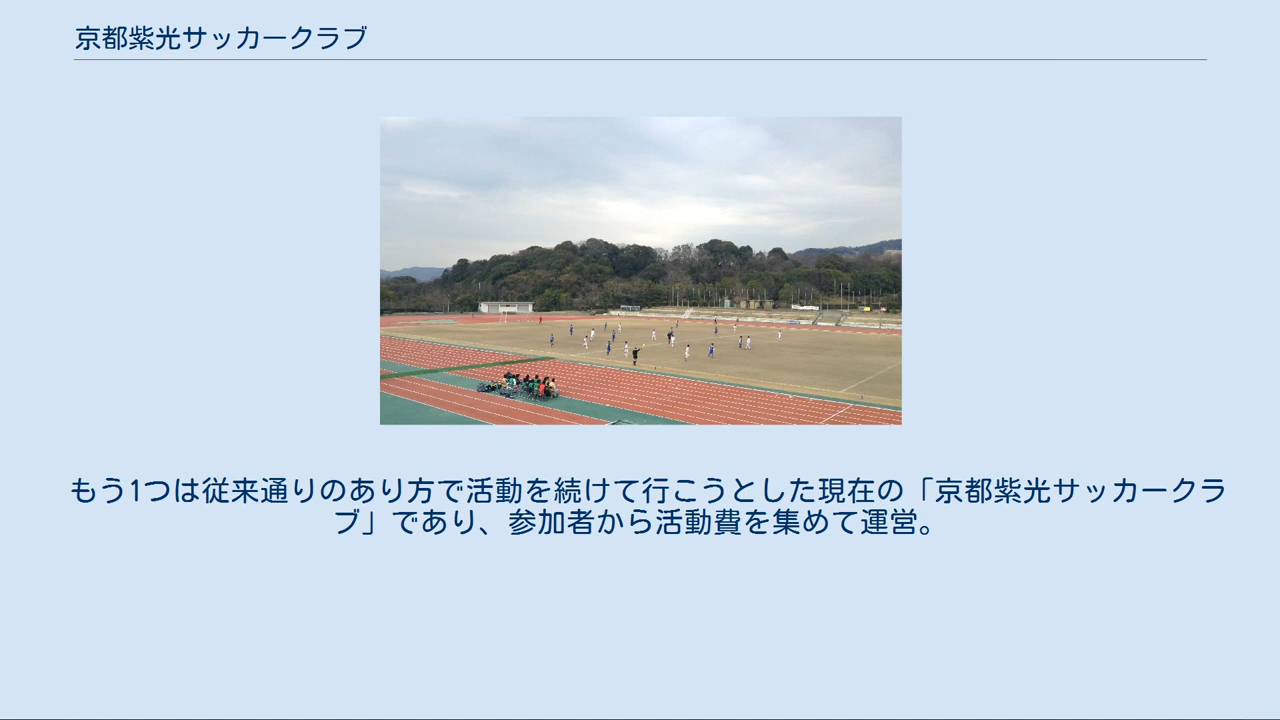 京都紫光サッカークラブ
もう1つは従来通りのあり方で活動を続けて行こうとした現在の「京都紫光サッカークラ
ブ」であり、参加者から活動費を集めて運営。